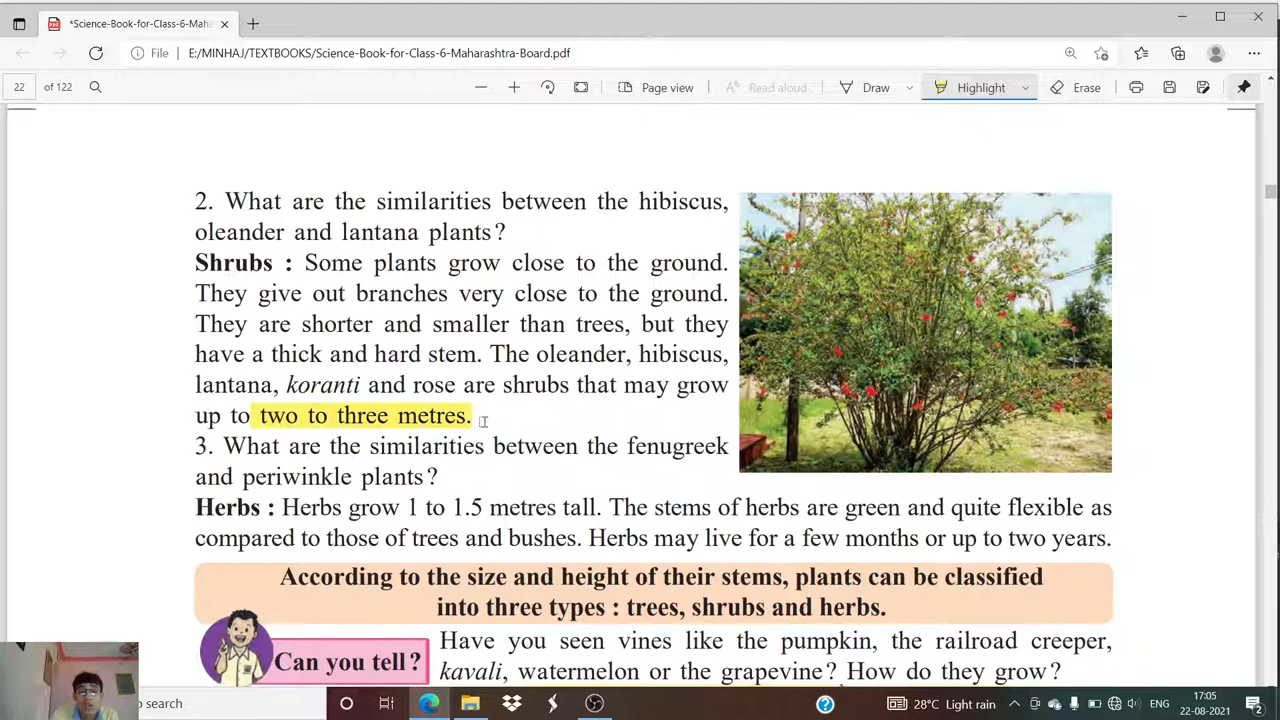 *Science-Book-for-Class-6-Maha
File
E:/MINHAJ/TEXTBOOKS/Science-Book-for-Class-6-Maharashtra-Board.pdf
22 of 122
Page view
Read aloud
Draw
Highlight
Erase
2. What are the similarities between the hibiscus,
oleander and lantana plants?
Shrubs : Some plants grow close to the ground.
They give out branches very close to the ground.
They are shorter and smaller than trees, but they
have a thick and hard stem. The oleander, hibiscus,
lantana, koranti and rose are shrubs that may grow
up to two to three metres.
3. What are the similarities between the fenugreek
and periwinkle plants?
Herbs : Herbs grow 1 to 1.5 metres tall. The stems of herbs are green and quite flexible as
compared to those of trees and bushes. Herbs may live for a few months or up to two years.
According to the size and height of their stems, plants can be classified
into three types : trees, shrubs and herbs.
Can you tell?
Have you seen vines like the pumpkin, the railroad creeper,
kavali, watermelon or the grapevine? How do they grow?
search
28°C Light rain
ENG
17:05
22-08-2021
2